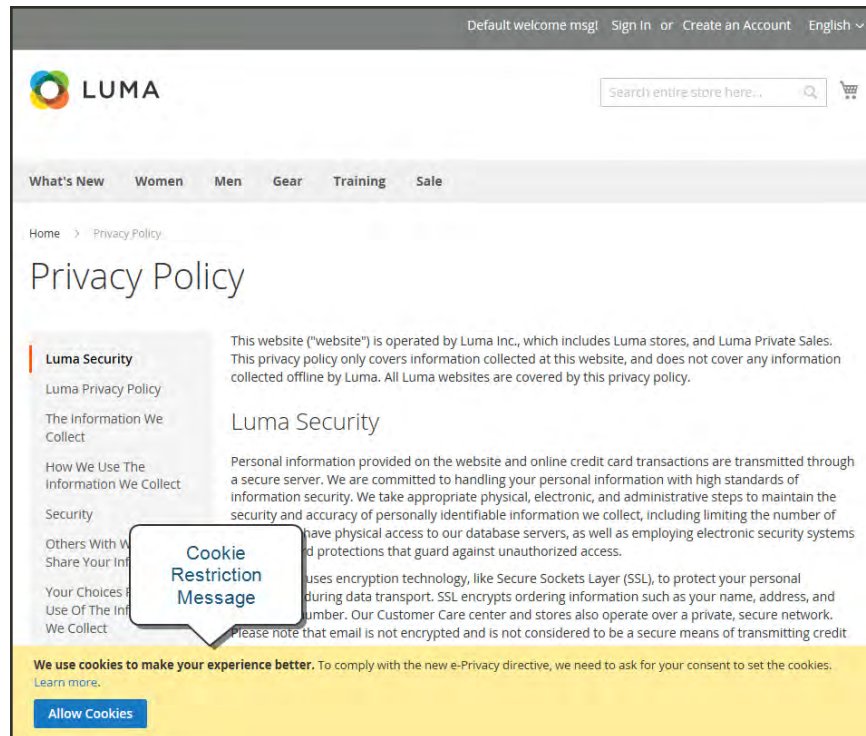 Default welcome msg! Sign In or Create an Account English
LUMA
Search entire store here...
What's New Women Men Gear Training Sale
Home > Privacy Policy
Privacy Policy
Luma Security
Luma Privacy Policy
The Information We
Collect
How We Use The
Information We Collect
Security
Others With
Share Your
Your Choices
Use Of The
We Collect
This website ("website") is operated by Luma Inc., which includes Luma stores, and Luma Private Sales.
This privacy policy only covers information collected at this website, and does not cover any information
collected offline by Luma. All Luma websites are covered by this privacy policy.
Luma Security
Personal information provided on the website and online credit card transactions are transmitted through
a secure server. We are committed to handling your personal information with high standards of
information security. We take appropriate physical, electronic, and administrative steps to maintain the
security and accuracy of personally identifiable information we collect, including limiting the number of
have physical access to our database servers, as well as employing electronic security systems
protections that guard against unauthorized access.
uses encryption technology, like Secure Sockets Layer (SSL), to protect your personal
during data transport. SSL encrypts ordering information such as your name, address, and
number. Our Customer Care center and stores also operate over a private, secure network.
Please note that email is not encrypted and is not considered to be a secure means of transmitting credit
Cookie
Restriction
Message
We use cookies to make your experience better. To comply with the new e-Privacy directive, we need to ask for your consent to set the cookies.
Learn more.
Allow Cookies